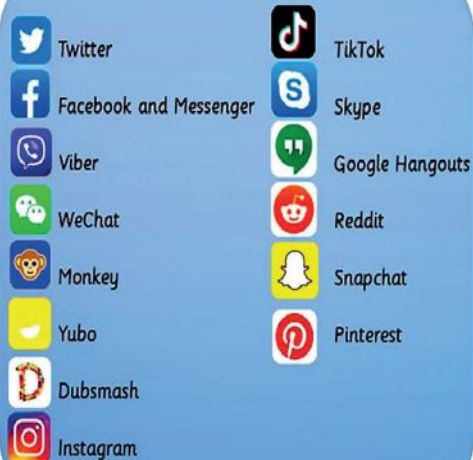 Twitter
Facebook and Messenger
Viber
WeChat
Monkey
Yubo
Dubsmash
Instagram
TikTok
Skype
Google Hangouts
Reddit
Snapchat
Pinterest